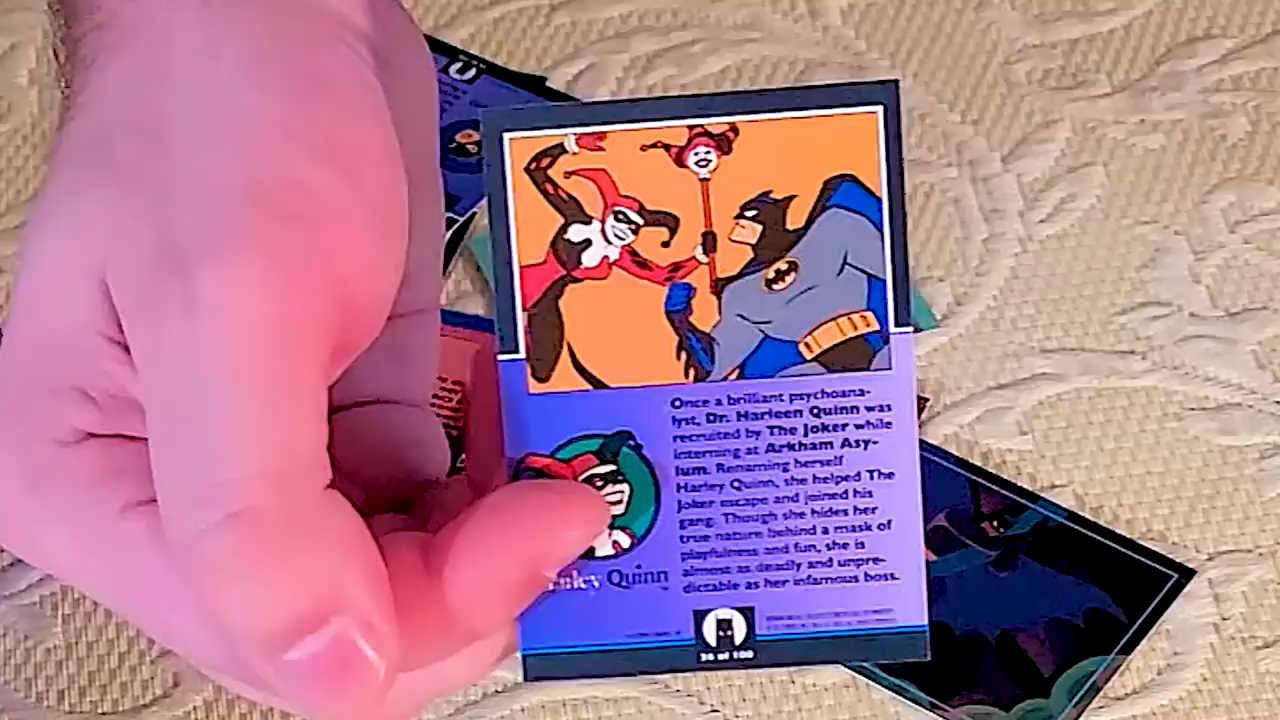 Once a brilliant psychoana-
lyst, Dr. Harleen Quinn was
recruited by The Joker while
interning at Arkham Asy-
lum. Renaming herself
Harley Quinn, she helped The
Joker escape and joined his
gang. Though she hides her
true nature behind a mask of
playfulness and fun, she is
almost as deadly and unpre-
dictable as her infamous boss.
Quinn
of 100